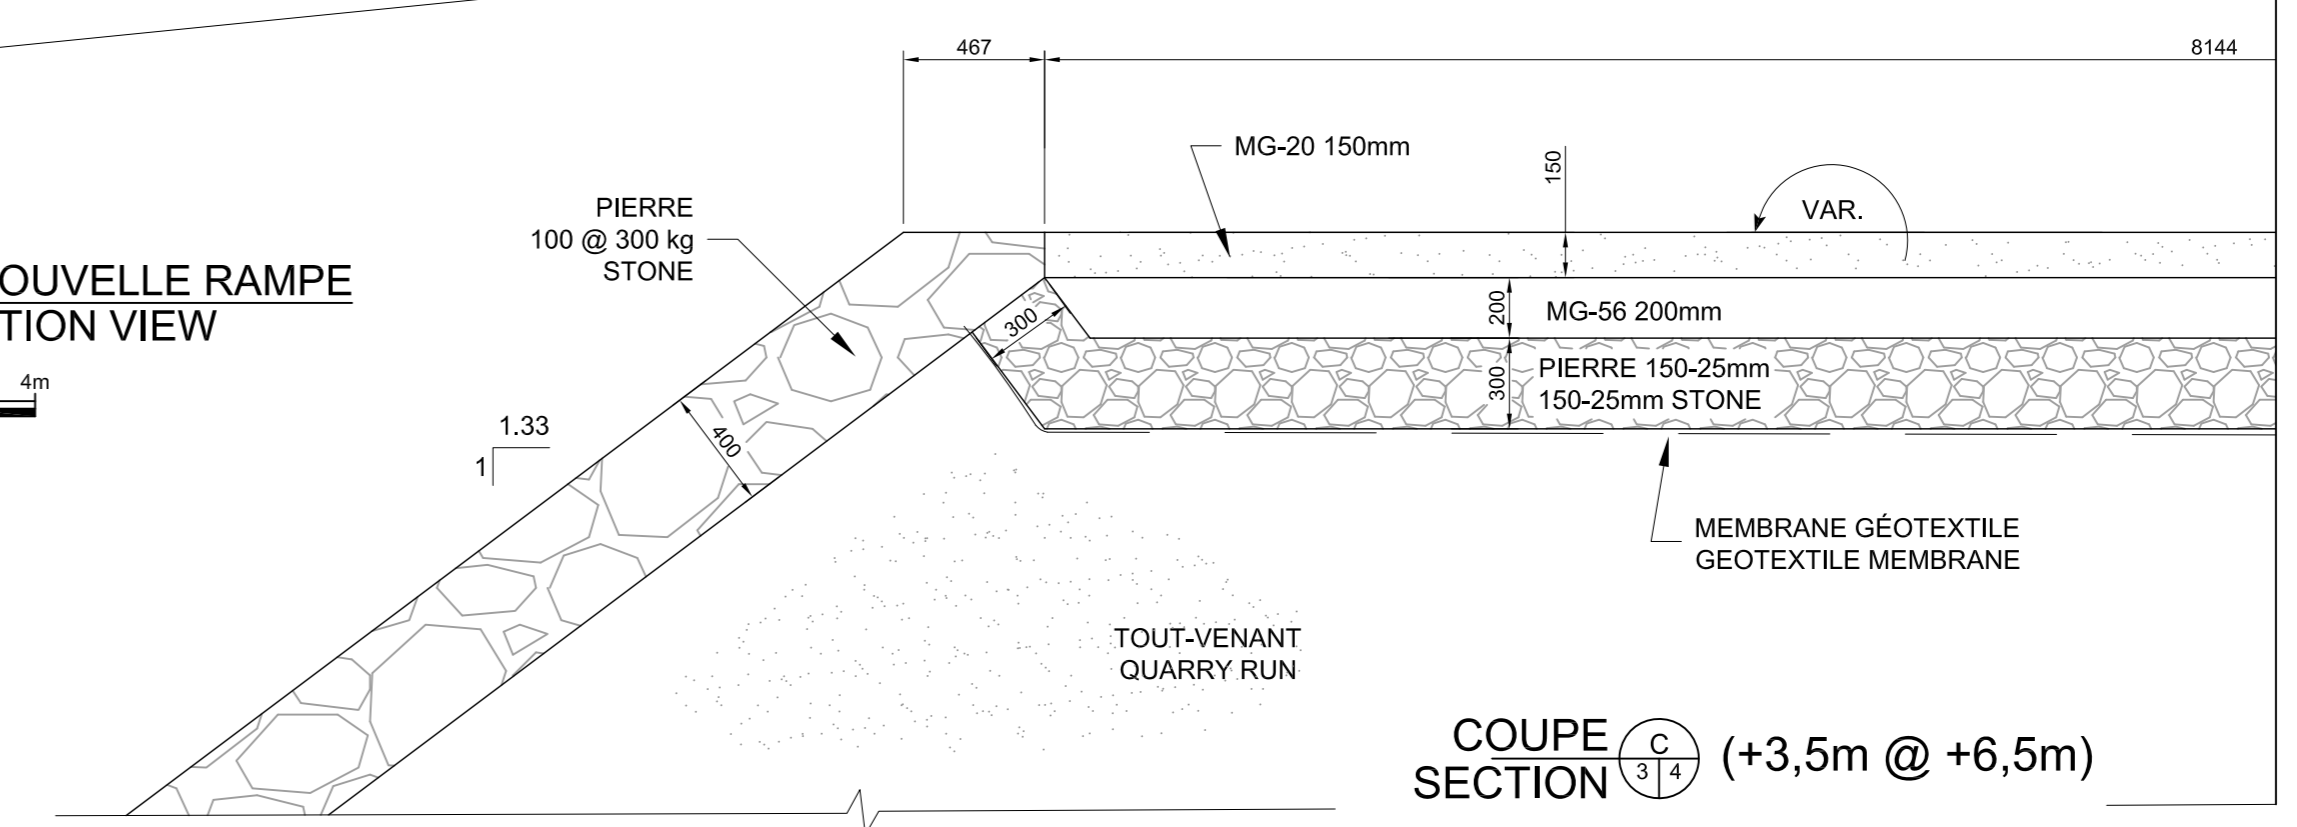 467
8144
MG-20 150mm
150
VAR.
PIERRE
100 @ 300 kg
STONE
OUVELLE RAMPE
TION VIEW
4m
300
200
MG-56 200mm
300
PIERRE 150-25mm
150-25mm STONE
1.33
1
400
MEMBRANE GÉOTEXTILE
GEOTEXTILE MEMBRANE
TOUT-VENANT
QUARRY RUN
COUPE
SECTION
C
3 4
(+3,5m @ +6,5m)